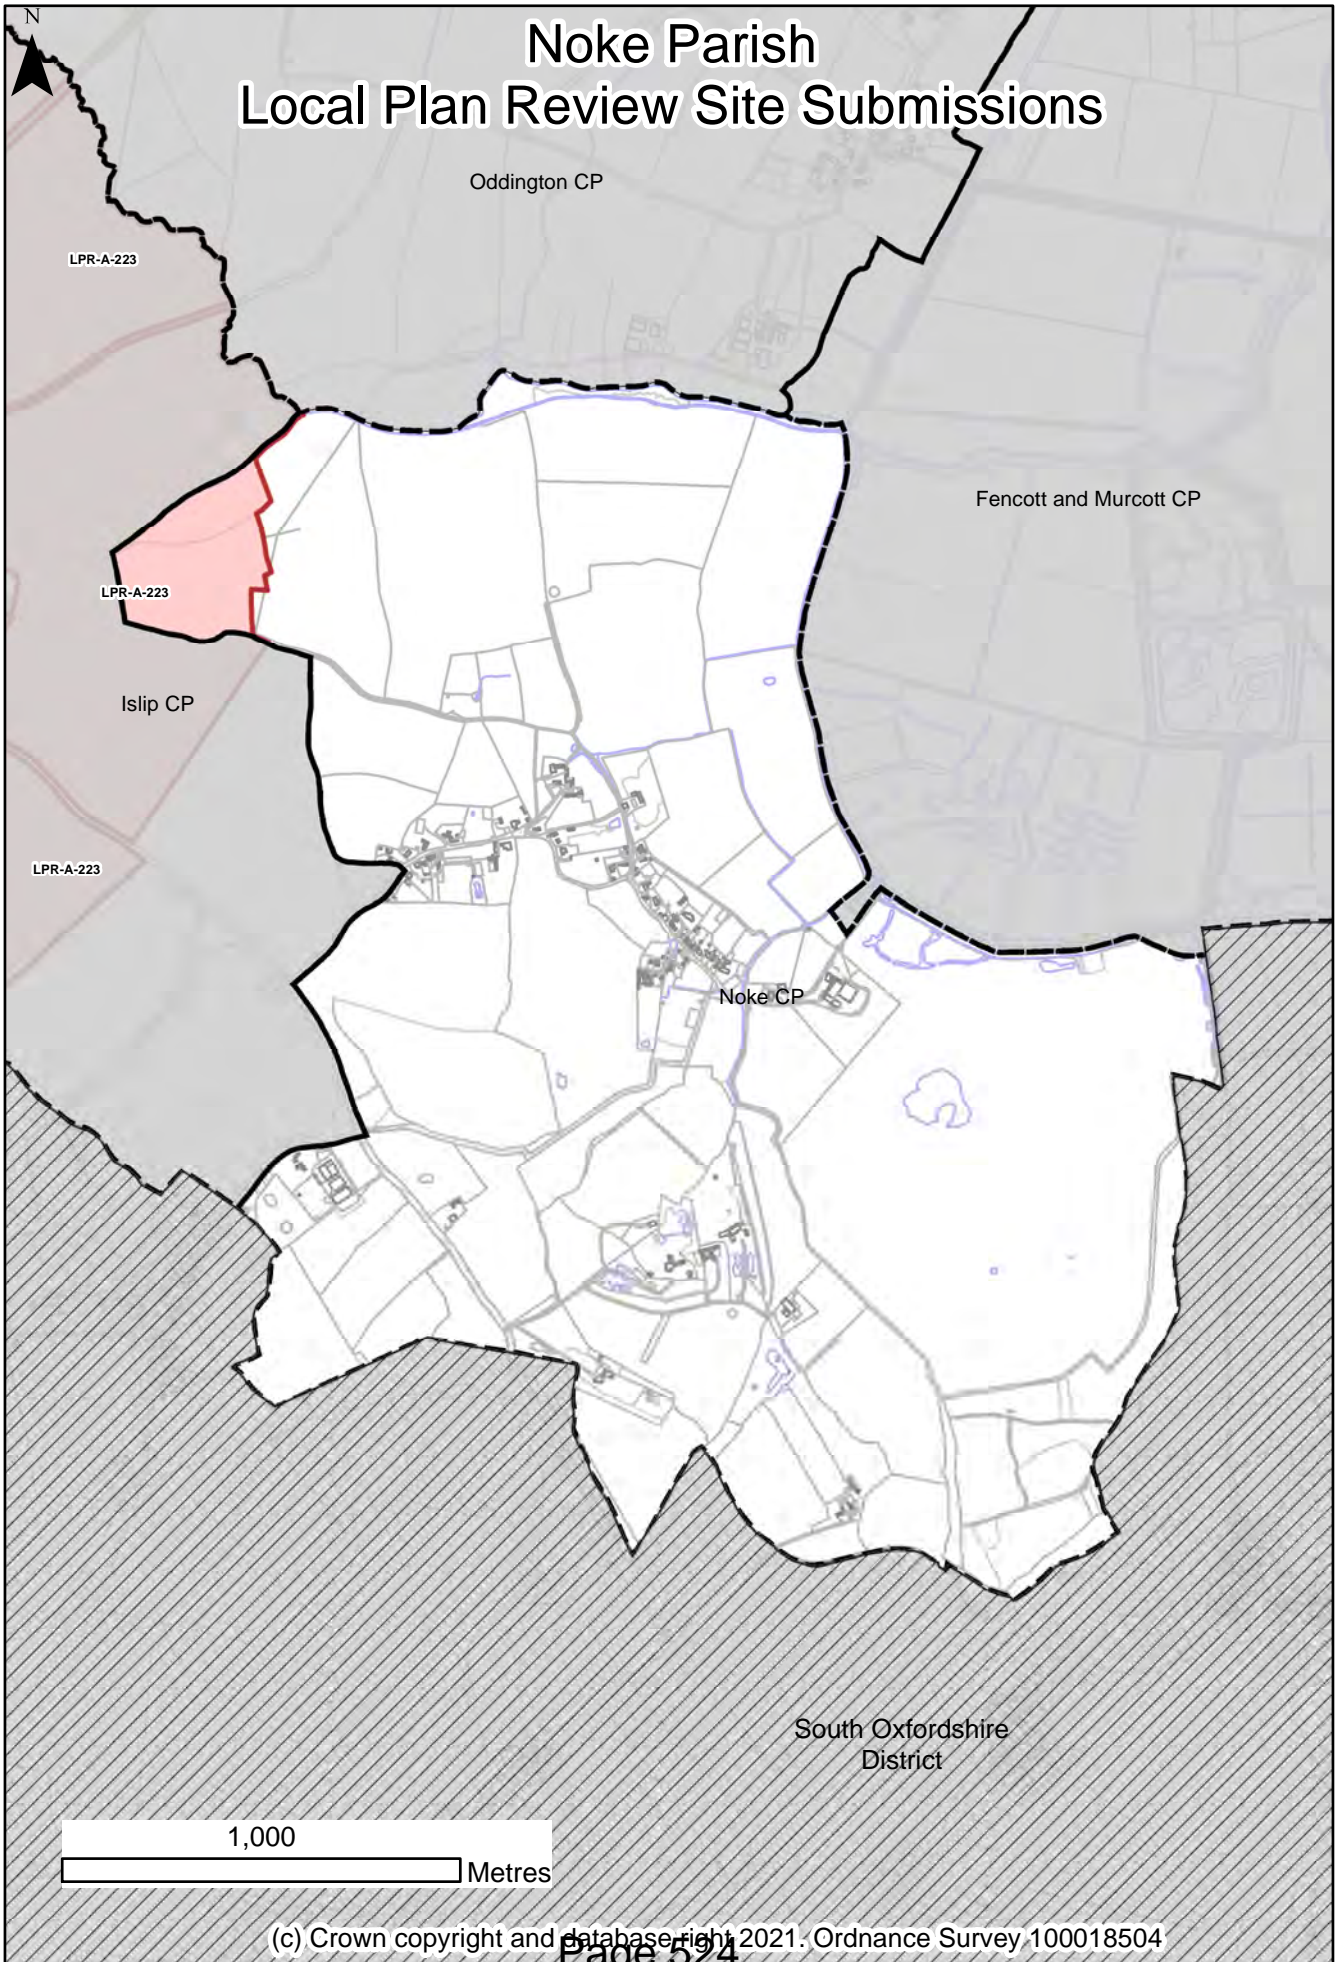 N
Noke Parish
Local Plan Review Site Submissions
Oddington CP
LPR-A-223
Fencott and Murcott CP
LPR-A-223
Islip CP
LPR-A-223
Noke CP
South Oxfordshire
District
1,000
Metres
(c) Crown copyright and database right 2021. Ordnance Survey 100018504
Page 524